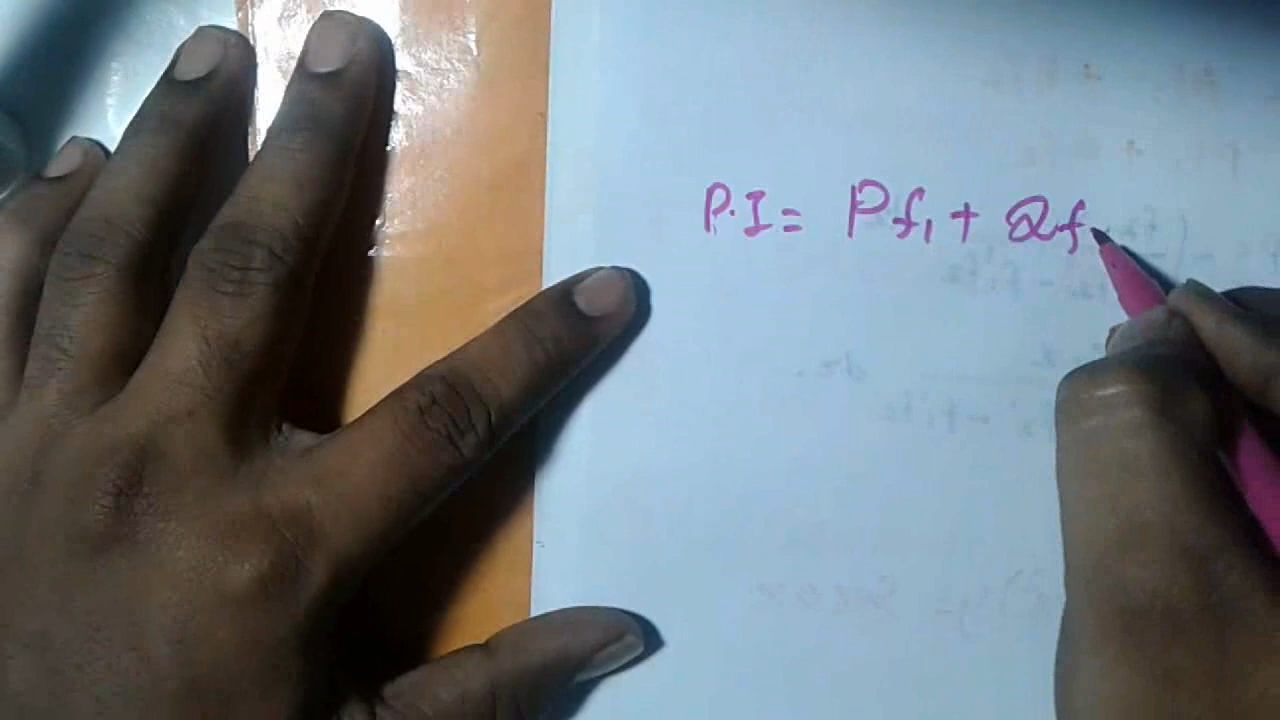 P.I = Pf₁ + Qf